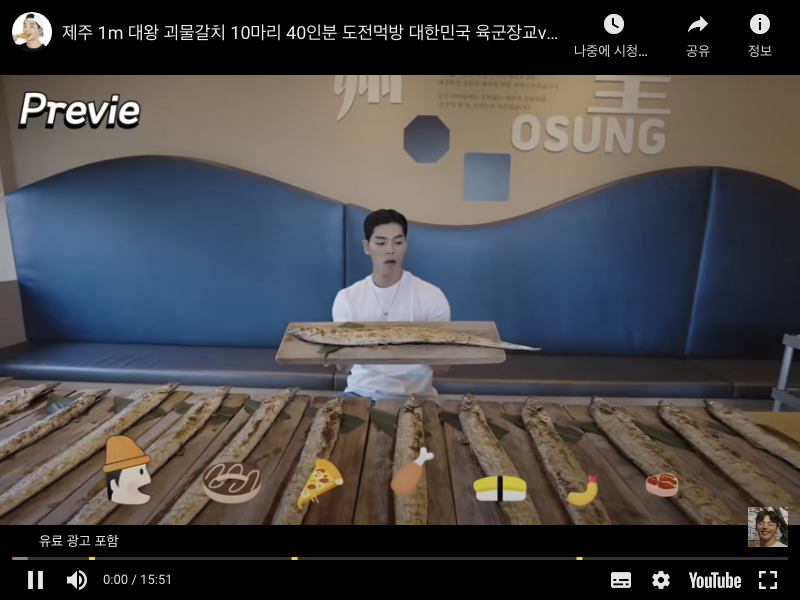 제주 1m 대왕 괴물갈치 10마리 40인분 도전먹방 대한민국 육군장교v...
나중에 시청...
공유
정보
Previe
OSUNG
유료 광고 포함
0:00 / 15:51
YouTube